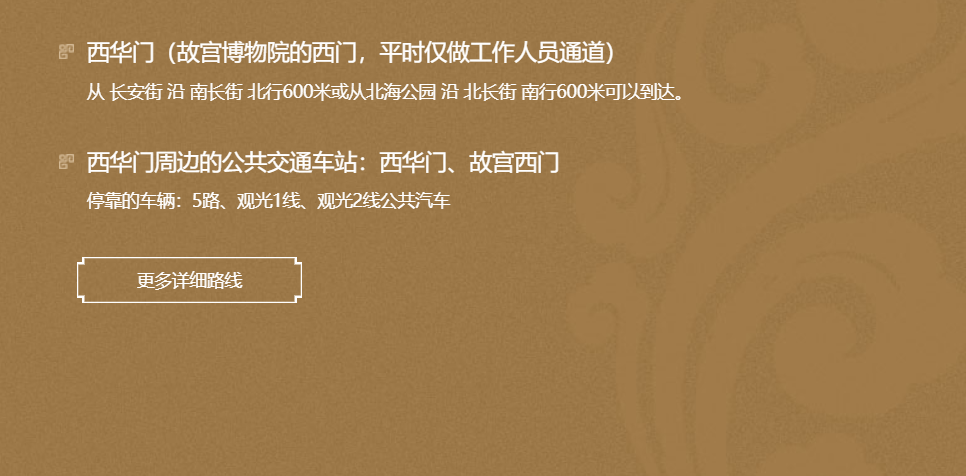 西华门（故宫博物院的西门，平时仅做工作人员通道）
从 长安街 沿 南长街 北行600米或从北海公园 沿 北长街 南行600米可以到达。
西华门周边的公共交通车站：西华门、故宫西门
停靠的车辆：5路、观光1线、观光2线公共汽车
更多详细路线